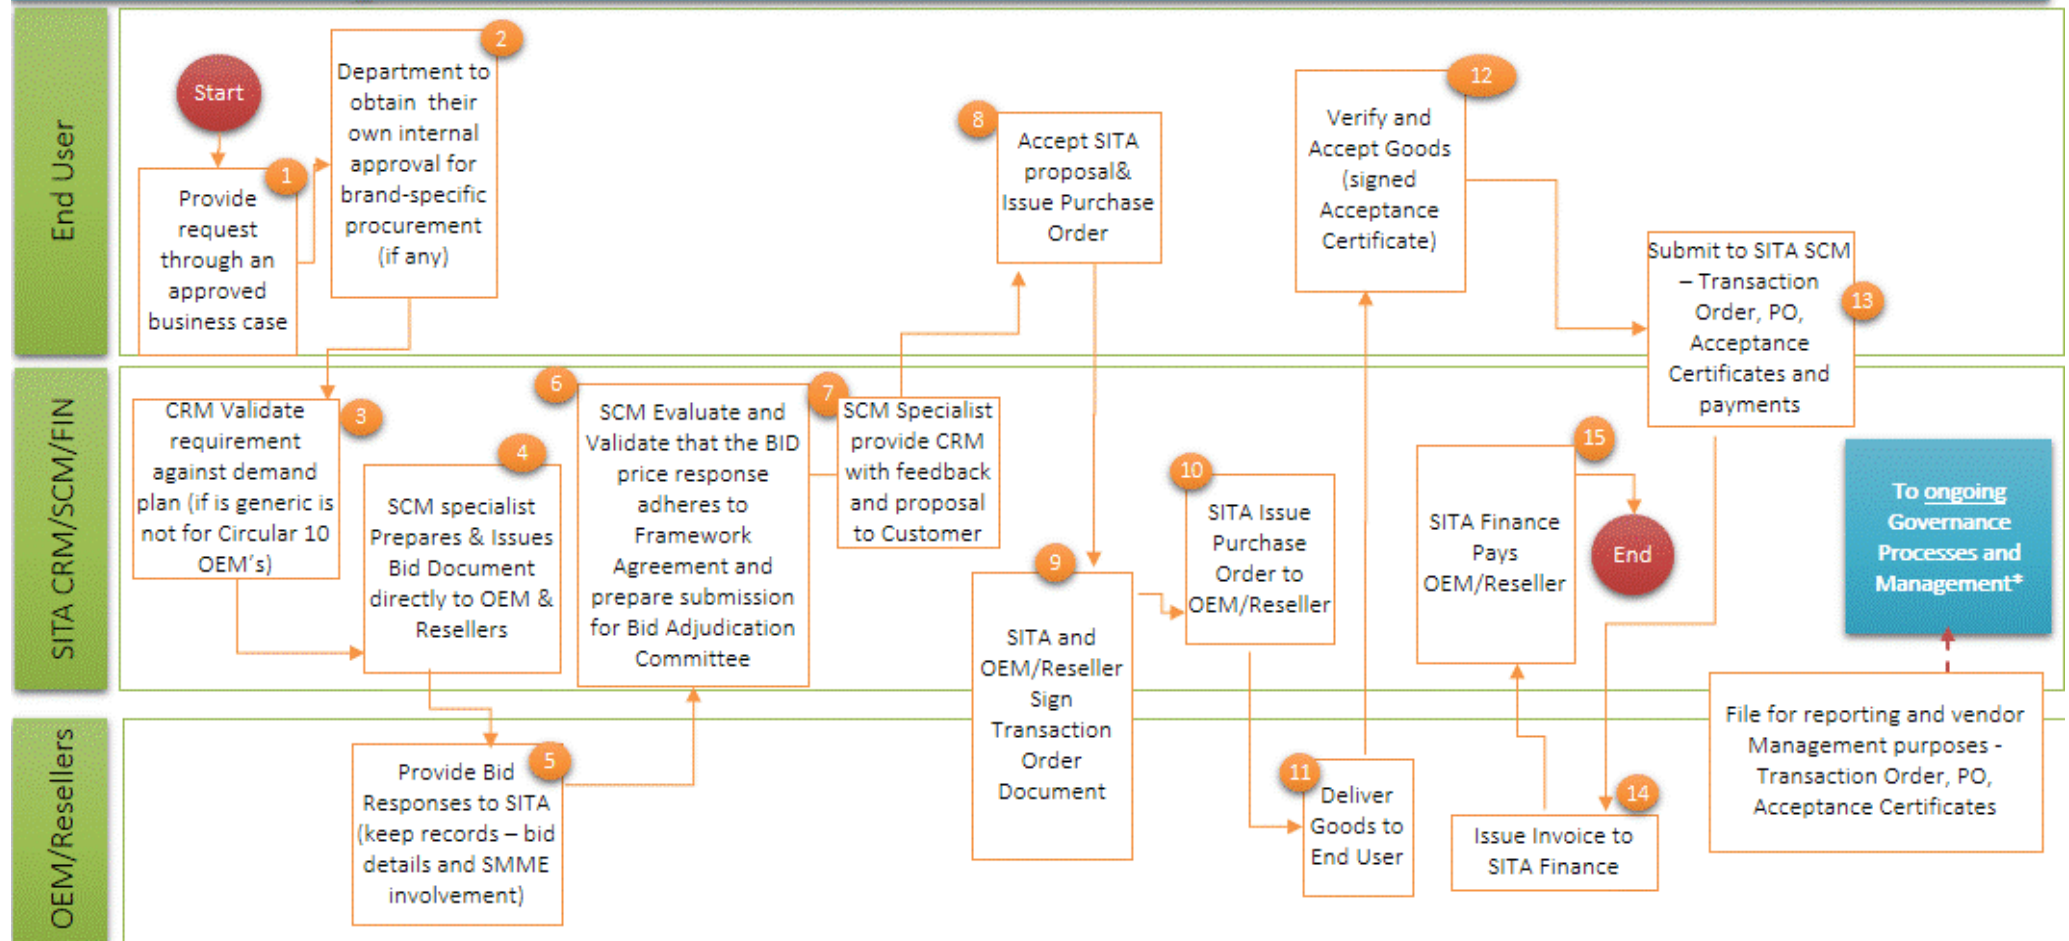 End User
Start
1
Provide
request
through an
approved
business case
2
Department to
obtain their
own internal
approval for
brand-specific
procurement
(if any)
8
Accept SITA
proposal&
Issue Purchase
Order
12
Verify and
Accept Goods
(signed
Acceptance
Certificate)
Submit to SITA SCM
– Transaction
Order, PO,
Acceptance
Certificates and
payments
13
SITA CRM/SCM/FIN
CRM Validate
requirement
against demand
plan (if is generic is
not for Circular 10
OEM's)
3
4
SCM specialist
Prepares & Issues
Bid Document
directly to OEM &
Resellers
6
SCM Evaluate and
Validate that the BID
price response
adheres to
Framework
Agreement and
prepare submission
for Bid Adjudication
Committee
7
SCM Specialist
provide CRM
with feedback
and proposal
to Customer
9
SITA and
OEM/Reseller
Sign
Transaction
Order
Document
10
SITA Issue
Purchase
Order to
OEM/Reseller
15
SITA Finance
Pays
OEM/Reseller
End
To ongoing
Governance
Processes and
Management*
OEM/Resellers
5
Provide Bid
Responses to SITA
(keep records – bid
details and SMME
involvement)
11
Deliver
Goods to
End User
14
Issue Invoice to
SITA Finance
File for reporting and vendor
Management purposes -
Transaction Order, PO,
Acceptance Certificates